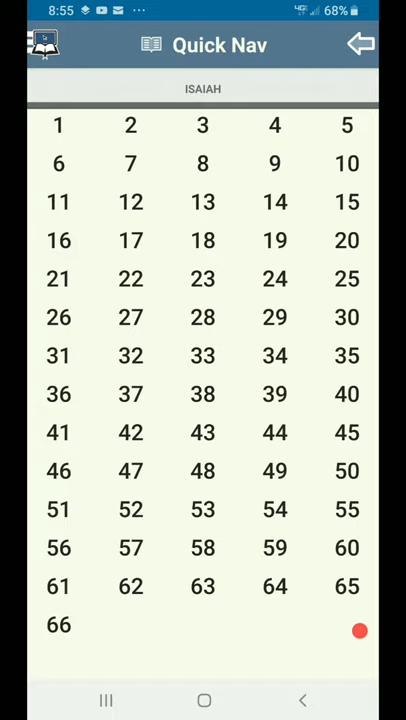 8:55 68%
Quick Nav
ISAIAH
1 2 3 4 5
6 7 8 9 10
11 12 13 14 15
16 17 18 19 20
21 22 23 24 25
26 27 28 29 30
31 32 33 34 35
36 37 38 39 40
41 42 43 44 45
46 47 48 49 50
51 52 53 54 55
56 57 58 59 60
61 62 63 64 65
66